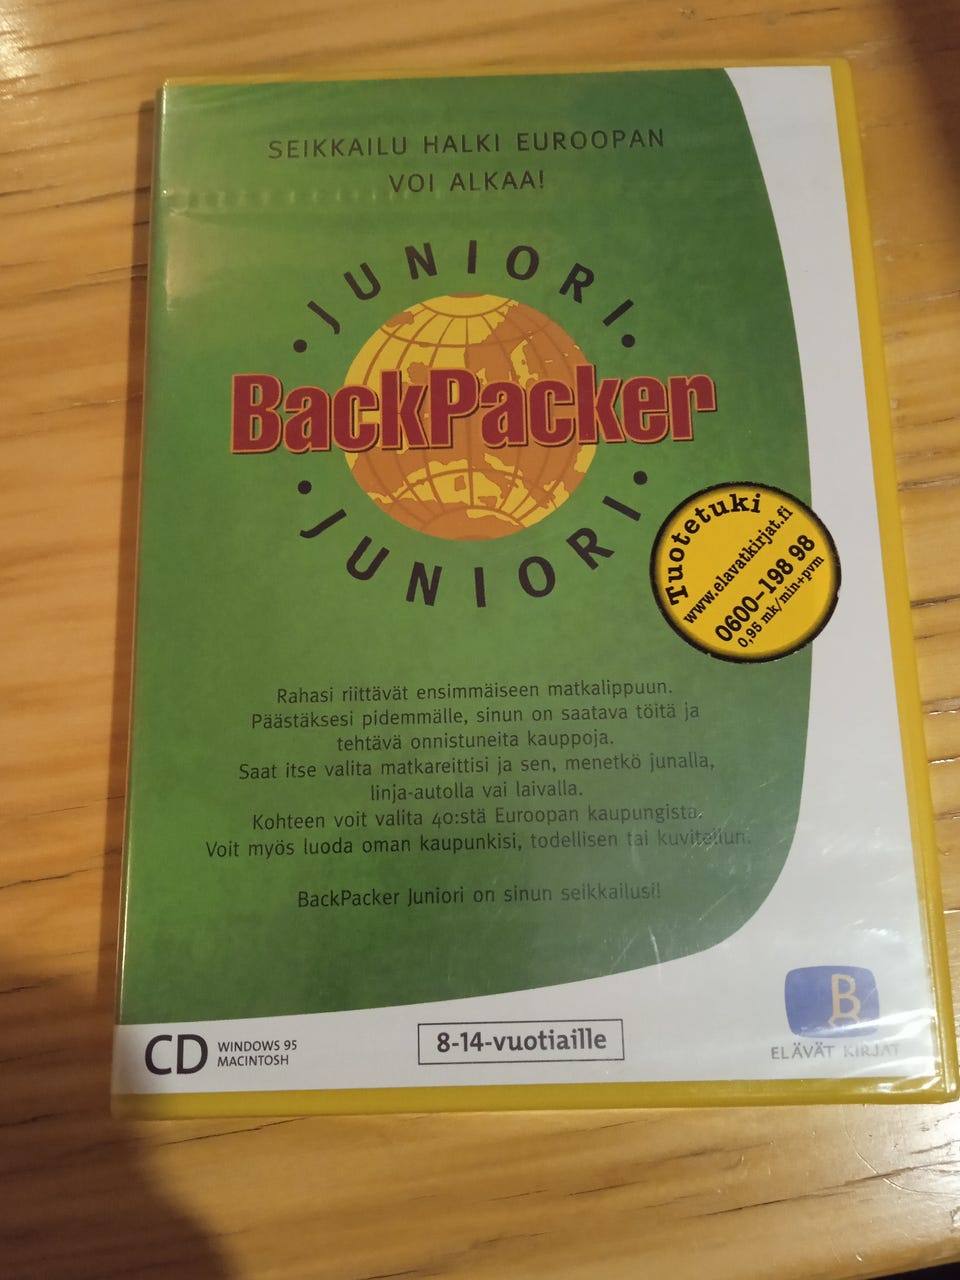 SEIKKAILU HALKI EUROOPAN
VOI ALKAA!
• JUNIORI •
BackPacker
• JUNIORI •
Tuotetuki
www.elavatkirjat.fi
0600-198 98
0,95 mk/min+pvm
Rahasi riittävät ensimmäiseen matkalippuun.
Päästäksesi pidemmälle, sinun on saatava töitä ja
tehtävä onnistuneita kauppoja.
Saat itse valita matkareittisi ja sen, menetkö junalla,
linja-autolla vai laivalla.
Kohteen voit valita 40:stä Euroopan kaupungista.
Voit myös luoda oman kaupunkisi, todellisen tai kuvitellun.
BackPacker Juniori on sinun seikkailusi!
CD WINDOWS 95
MACINTOSH
8-14-vuotiaille
B
ELÄVÄT KIRJAT